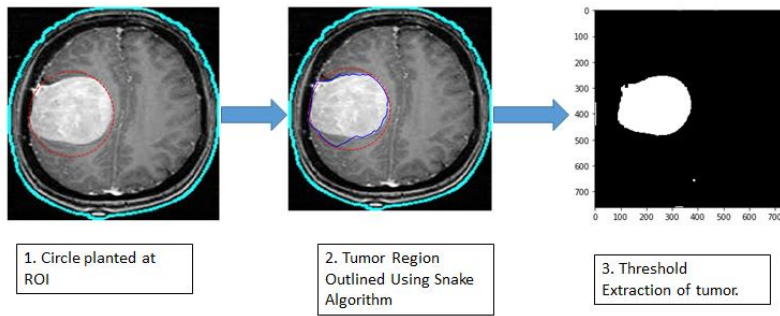 0
100
200
300
400
500
600
700
0 100 200 300 400 500 600 700
1. Circle planted at
ROI
2. Tumor Region
Outlined Using Snake
Algorithm
3. Threshold
Extraction of tumor.